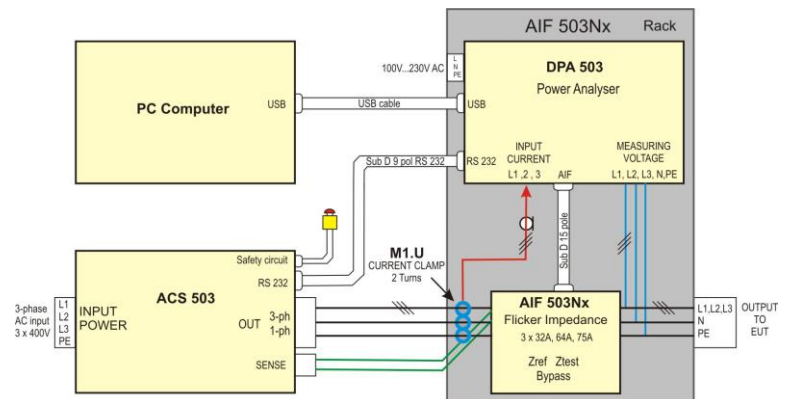 AIF 503Nx Rack
100V...230V AC
L
N
PE
DPA 503
Power Analyser
PC Computer
USB
USB cable
USB
Sub D 9 pol RS 232
RS 232
INPUT
CURRENT
L1 ,2 , 3
AIF
MEASURING
VOLTAGE
L1, L2, L3, N,PE
Sub D 15 pole
M1.U
CURRENT CLAMP
2 Turns
Safety circuit
RS 232
ACS 503
3-phase
AC input
3 x 400V
L1
L2
L3
PE
INPUT
POWER
OUT
3-ph
1-ph
SENSE
AIF 503Nx
Flicker Impedance
3 x 32A, 64A, 75A
Zref Ztest
Bypass
L1,L2,L3
N
PE
OUTPUT
TO
EUT